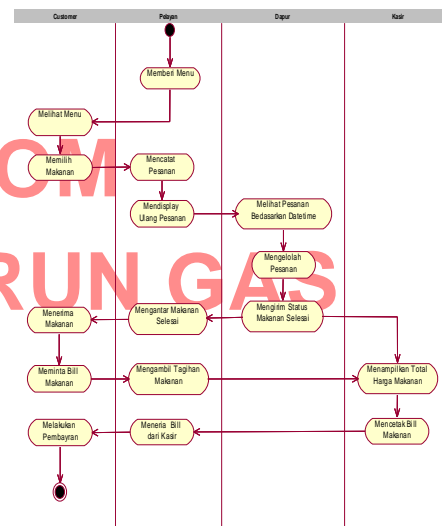 Customer Pelayan Dapur Kasir
Memberi Menu
Melihat Menu
Memilih
Makanan
Mencatat
Pesanan
OM
Mendisplay
Ulang Pesanan
Melihat Pesanan
Bedasarkan Datetime
Mengelolah
Pesanan
RUN GAS
Mengirim Status
Makanan Selesai
Mengantar Makanan
Selesai
Menerima
Makanan
Meminta Bill
Makanan
Mengambil Tagihan
Makanan
Menampilkan Total
Harga Makanan
Mencetak Bill
Makanan
Meneria Bill
dari Kasir
Melakukan
Pembayran